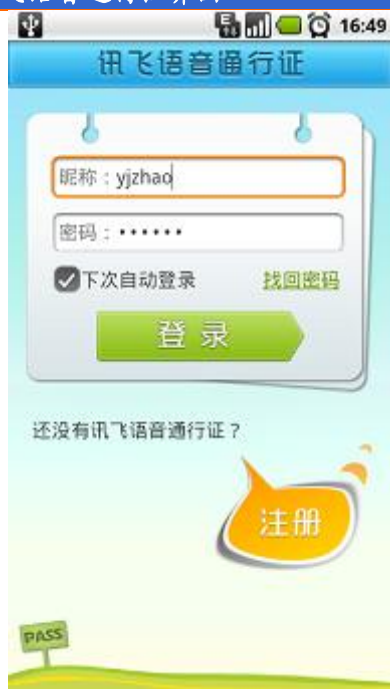 16:49
讯飞语音通行证
昵称：yjzhao
密码：••••••
下次自动登录 找回密码
登 录
还没有讯飞语音通行证？
注册
PASS